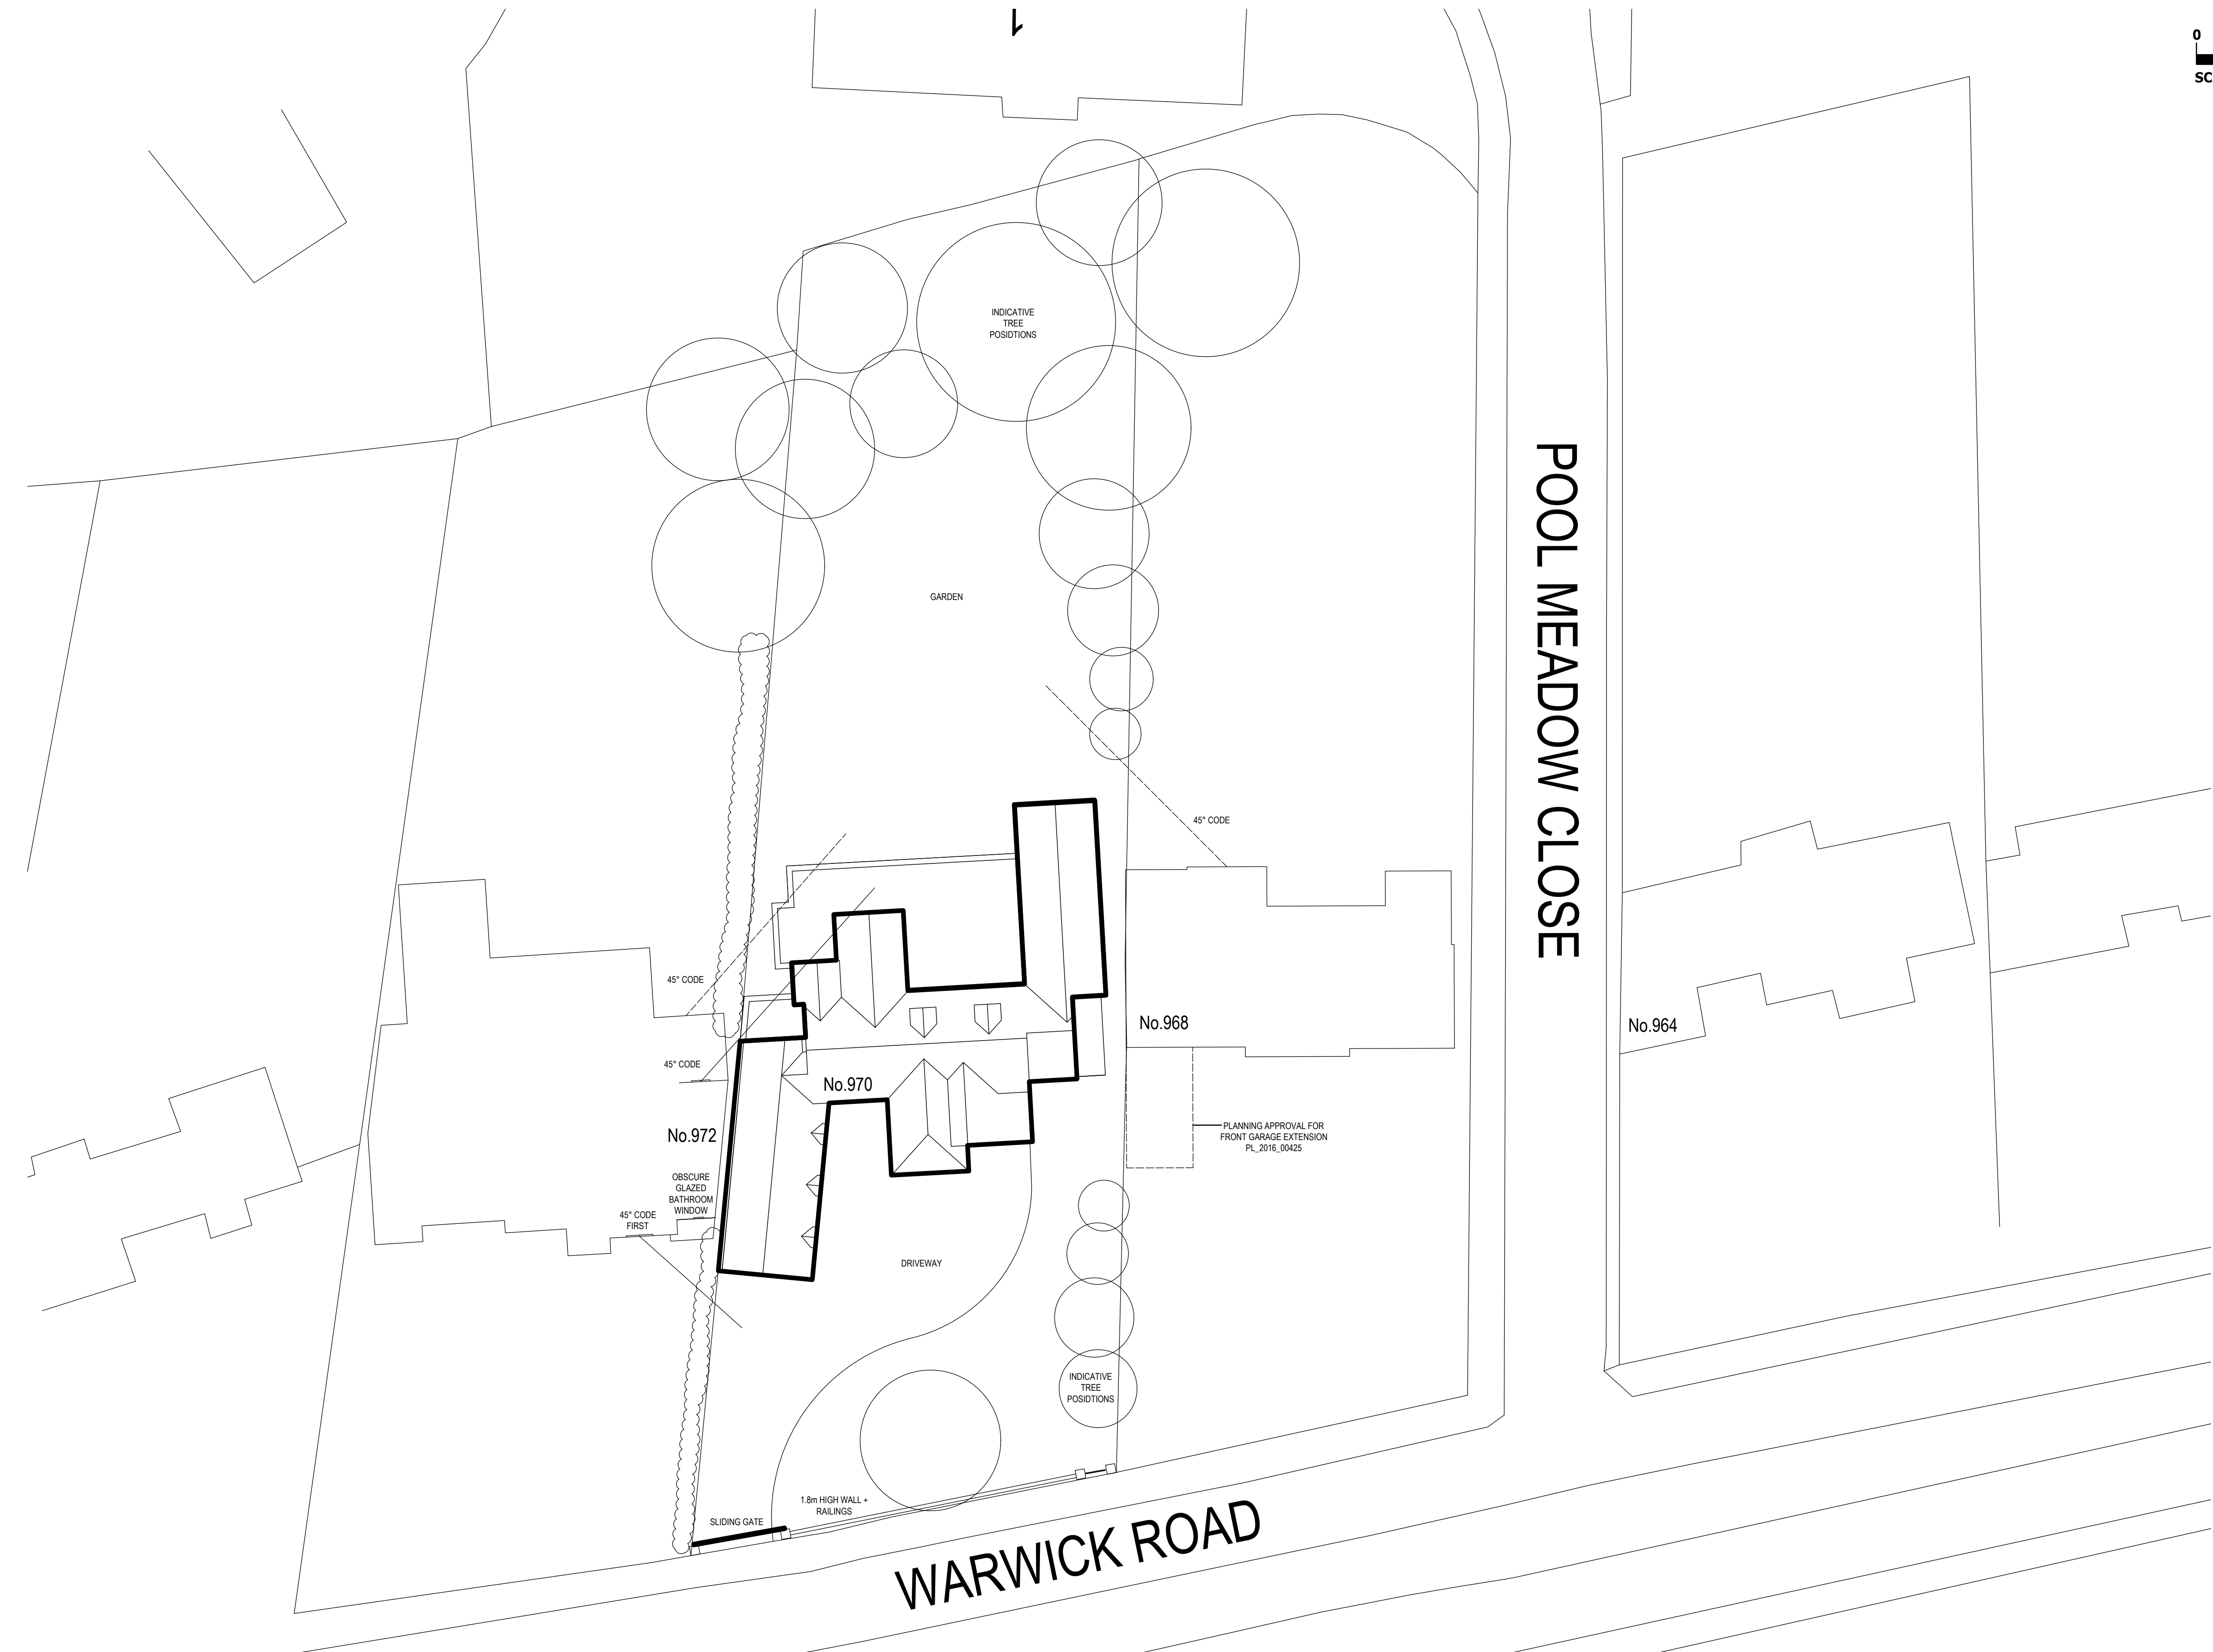 1
0
SC
INDICATIVE
TREE
POSIDTIONS
POOL MEADOW CLOSE
GARDEN
45° CODE
45° CODE
No.968
No.964
45° CODE
No.970
No.972
PLANNING APPROVAL FOR
FRONT GARAGE EXTENSION
PL_2016_00425
OBSCURE
GLAZED
BATHROOM
WINDOW
45° CODE
FIRST
DRIVEWAY
INDICATIVE
TREE
POSIDTIONS
1.8m HIGH WALL +
RAILINGS
SLIDING GATE
WARWICK ROAD